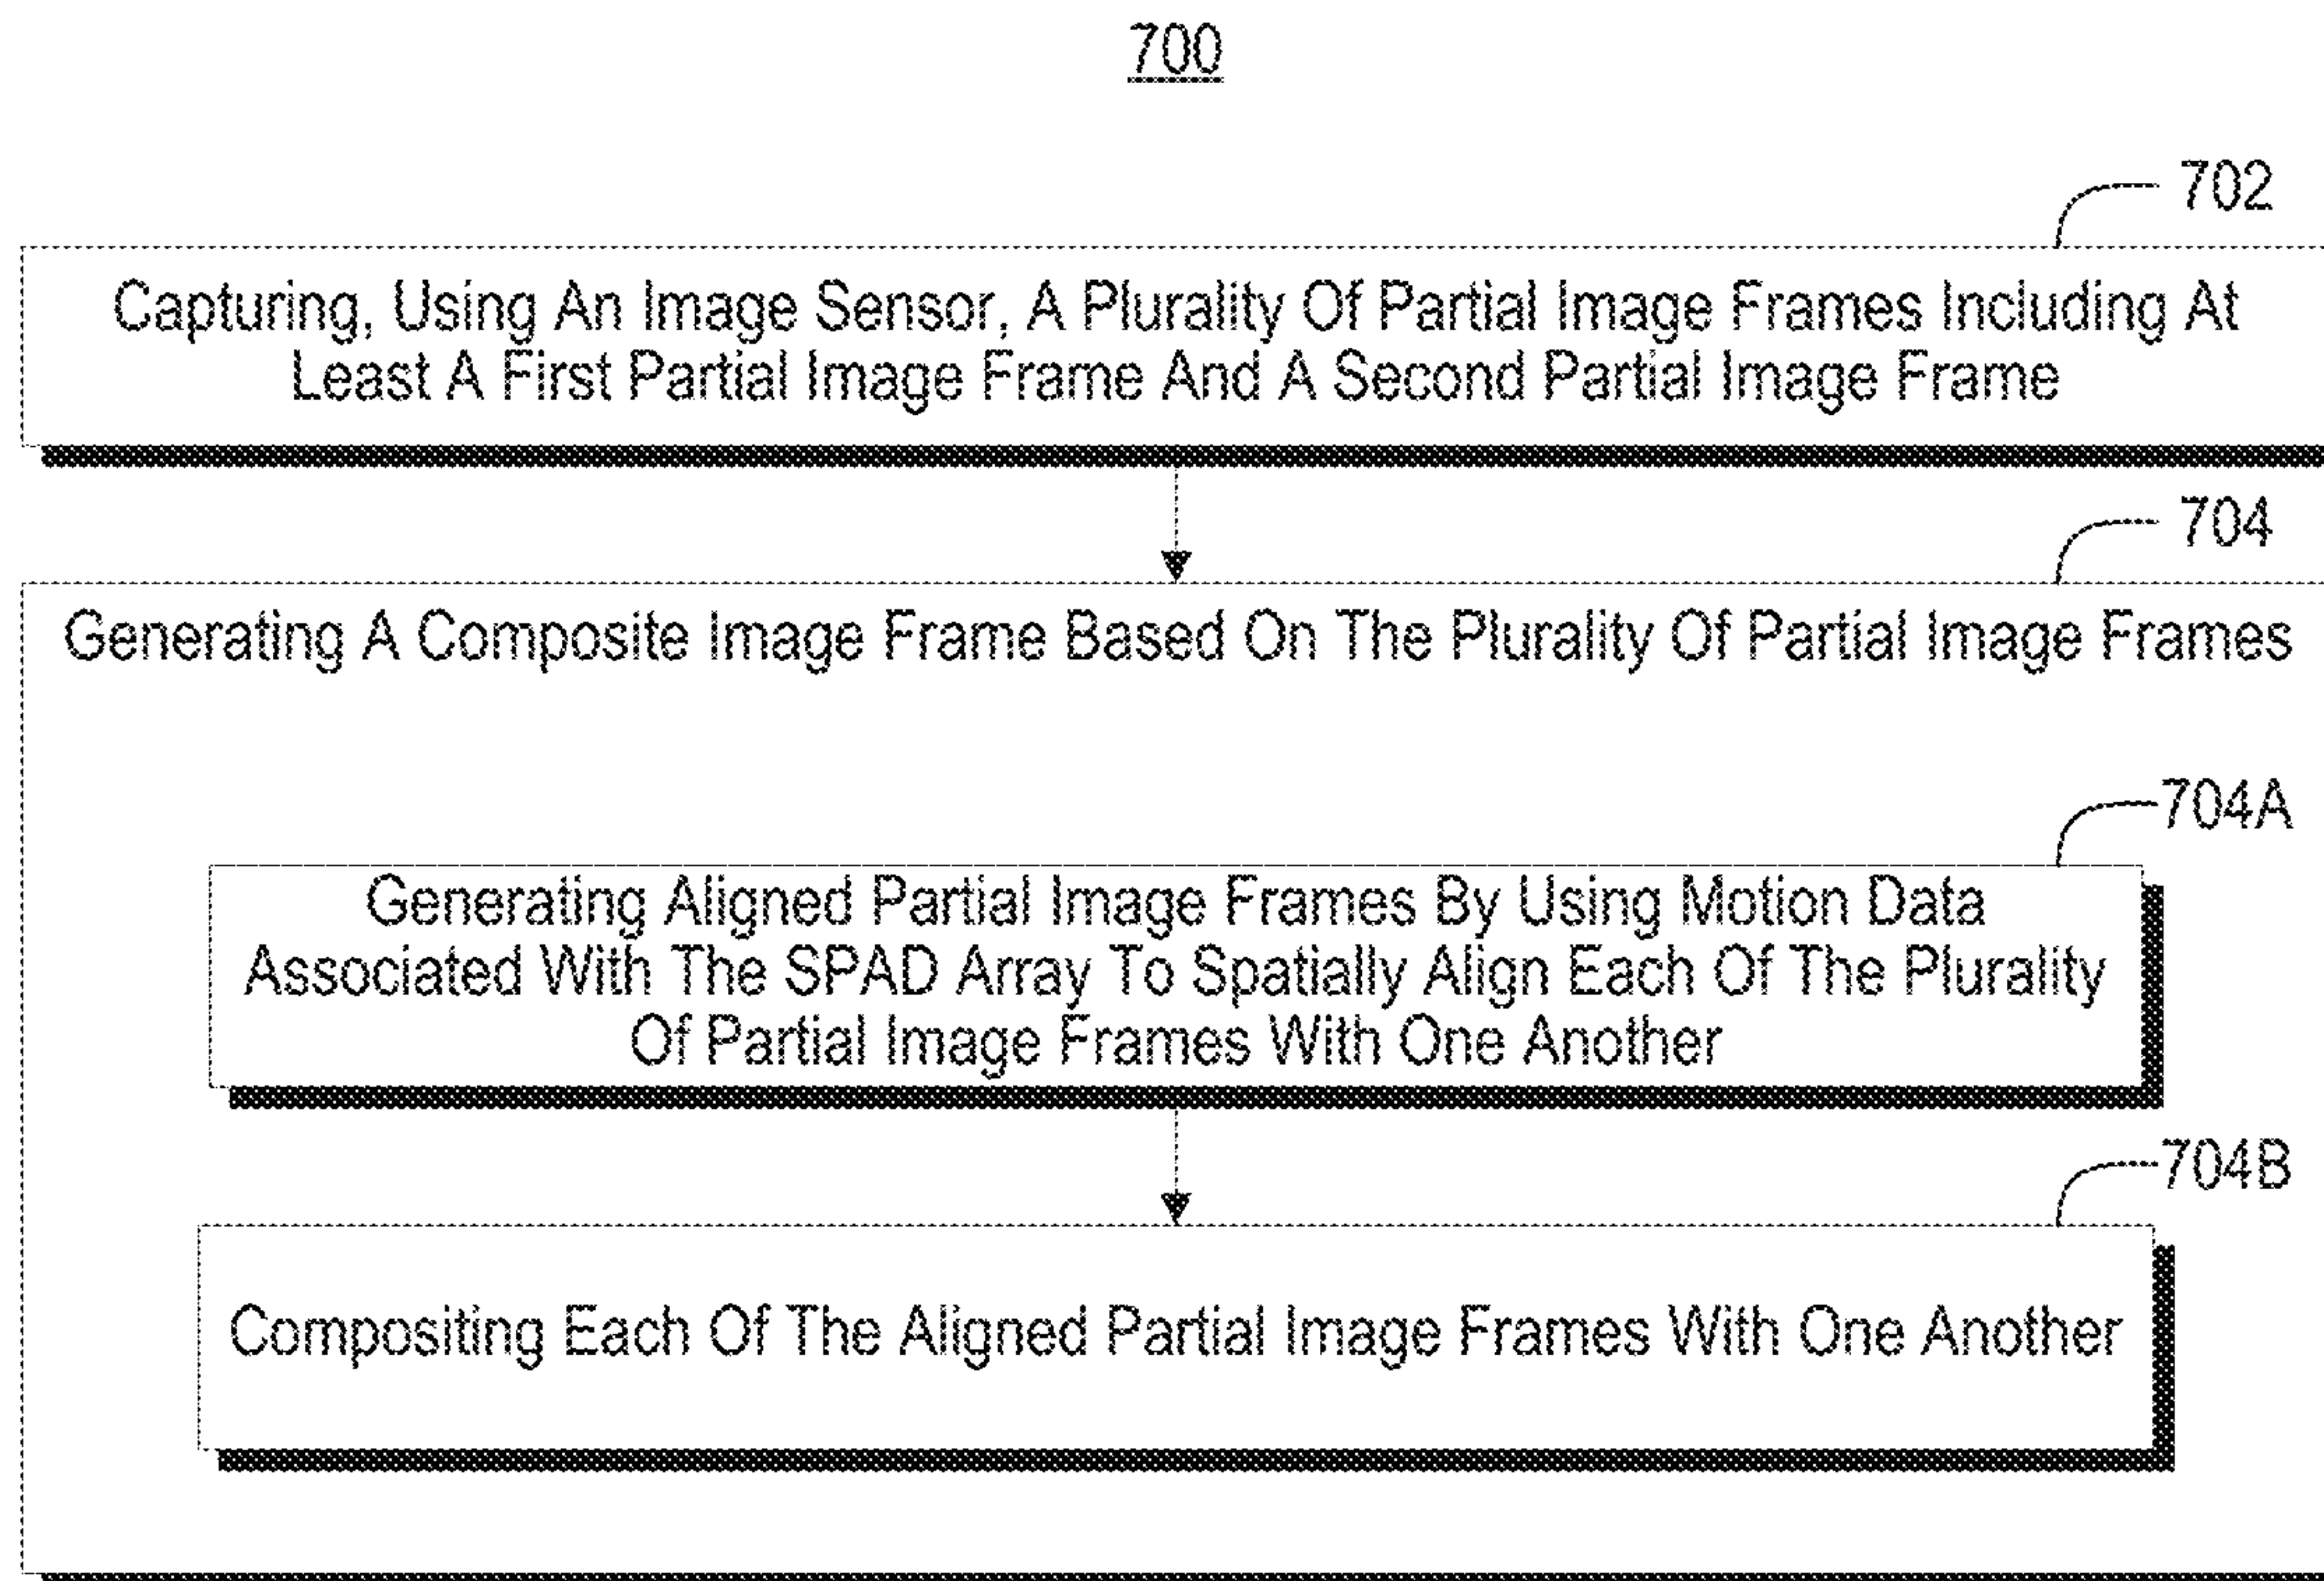 700
702
Capturing, Using An Image Sensor, A Plurality Of Partial Image Frames Including At
Least A First Partial Image Frame And A Second Partial Image Frame
704
Generating A Composite Image Frame Based On The Plurality Of Partial Image Frames
704A
Generating Aligned Partial Image Frames By Using Motion Data
Associated With The SPAD Array To Spatially Align Each Of The Plurality
Of Partial Image Frames With One Another
704B
Compositing Each Of The Aligned Partial Image Frames With One Another